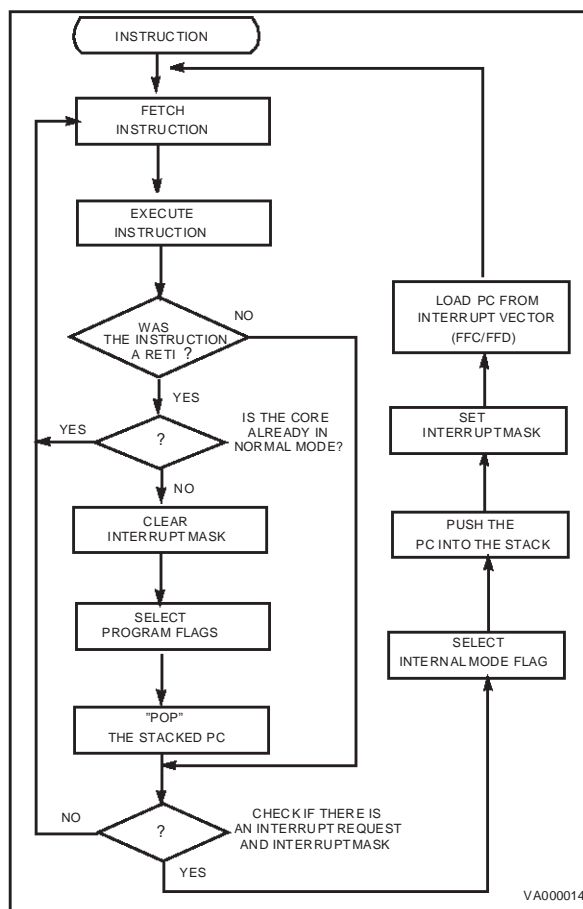 INSTRUCTION
FETCH
INSTRUCTION
EXECUTE
INSTRUCTION
NO
WAS
THE INSTRUCTION
A RETI ?
YES
YES
?
IS THE CORE
ALREADY IN
NORMAL MODE?
NO
CLEAR
INTERRUPT MASK
SELECT
PROGRAM FLAGS
"POP"
THE STACKED PC
NO
?
CHECK IF THERE IS
AN INTERRUPT REQUEST
AND INTERRUPT MASK
YES
SELECT
INTERNAL MODE FLAG
PUSH THE
PC INTO THE STACK
SET
INTERRUPT MASK
LOAD PC FROM
INTERRUPT VECTOR
(FFC/FFD)
VA000014